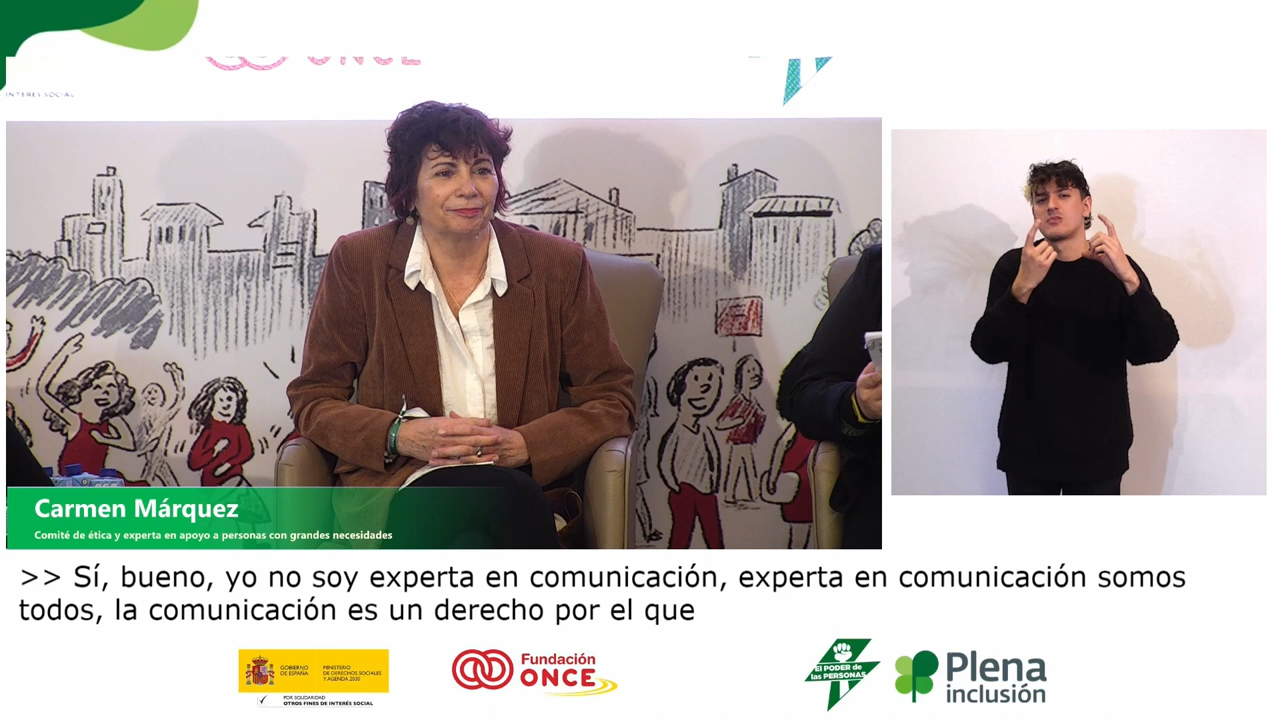 ONCE
INTERÉS SOCIAL
Carmen Márquez
Comité de ética y experta en apoyo a personas con grandes necesidades
>> Sí, bueno, yo no soy experta en comunicación, experta en comunicación somos
todos, la comunicación es un derecho por el que
GOBIERNO
DE ESPAÑA
MINISTERIO
DE DERECHOS SOCIALES
Y AGENDA 2030
POR SOLIDARIDAD
OTROS FINES DE INTERÉS SOCIAL
Fundación
ONCE
El PODER de
las PERSONAS
Plena
inclusión